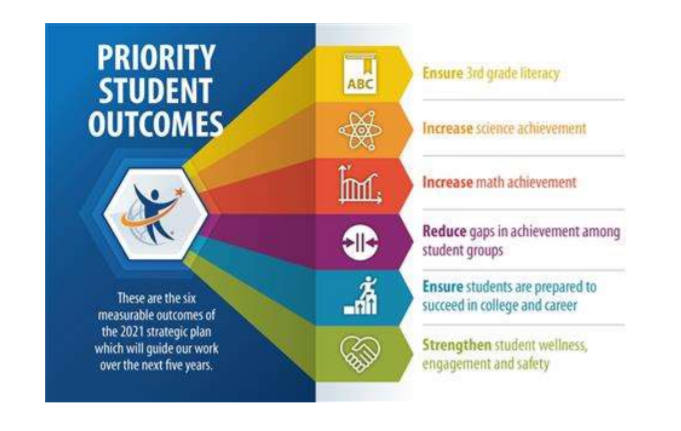 PRIORITY
STUDENT
OUTCOMES
These are the six
measurable outcomes of
the 2021 strategic plan
which will guide our work
over the next five years.
ABC
Ensure 3rd grade literacy
Increase science achievement
Y
Increase math achievement
Reduce gaps in achievement among
student groups
Ensure students are prepared to
succeed in college and career
Strengthen student wellness,
engagement and safety